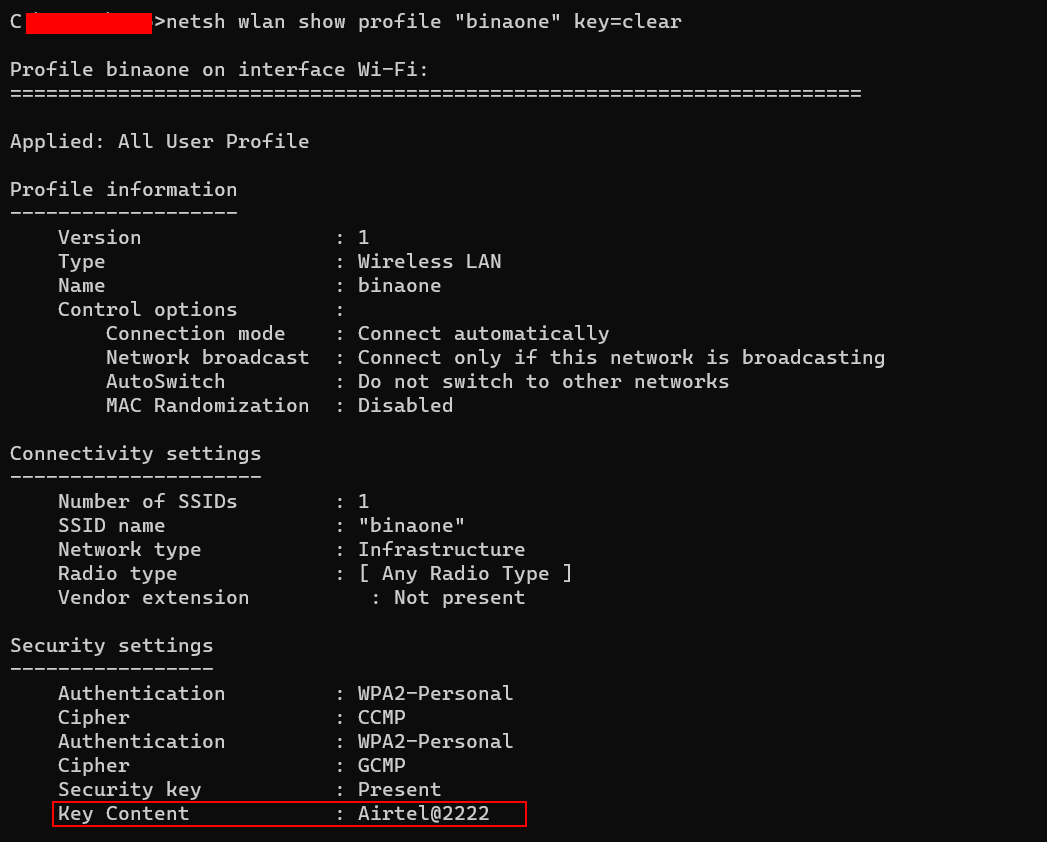 C >netsh wlan show profile "binaone" key=clear
Profile binaone on interface Wi-Fi:
=======================================================================
Applied: All User Profile
Profile information
-------------------
Version : 1
Type : Wireless LAN
Name : binaone
Control options :
Connection mode : Connect automatically
Network broadcast : Connect only if this network is broadcasting
AutoSwitch : Do not switch to other networks
MAC Randomization : Disabled
Connectivity settings
---------------------
Number of SSIDs : 1
SSID name : "binaone"
Network type : Infrastructure
Radio type : [ Any Radio Type ]
Vendor extension : Not present
Security settings
-----------------
Authentication : WPA2-Personal
Cipher : CCMP
Authentication : WPA2-Personal
Cipher : GCMP
Security key : Present
Key Content : Airtel@2222